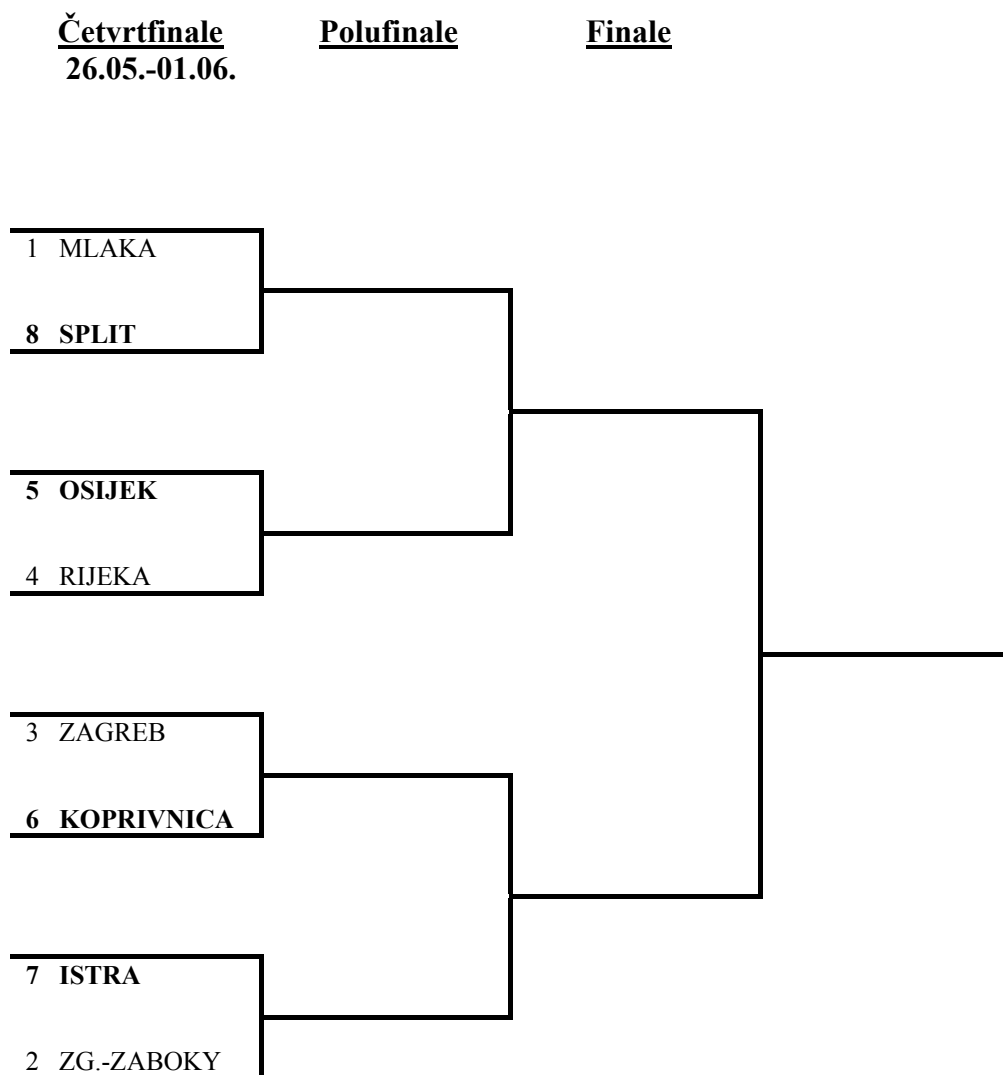 Četvrtfinale Polufinale Finale
26.05.-01.06.
1 MLAKA
8 SPLIT
5 OSIJEK
4 RIJEKA
3 ZAGREB
6 KOPRIVNICA
7 ISTRA
2 ZG.-ZABOKY